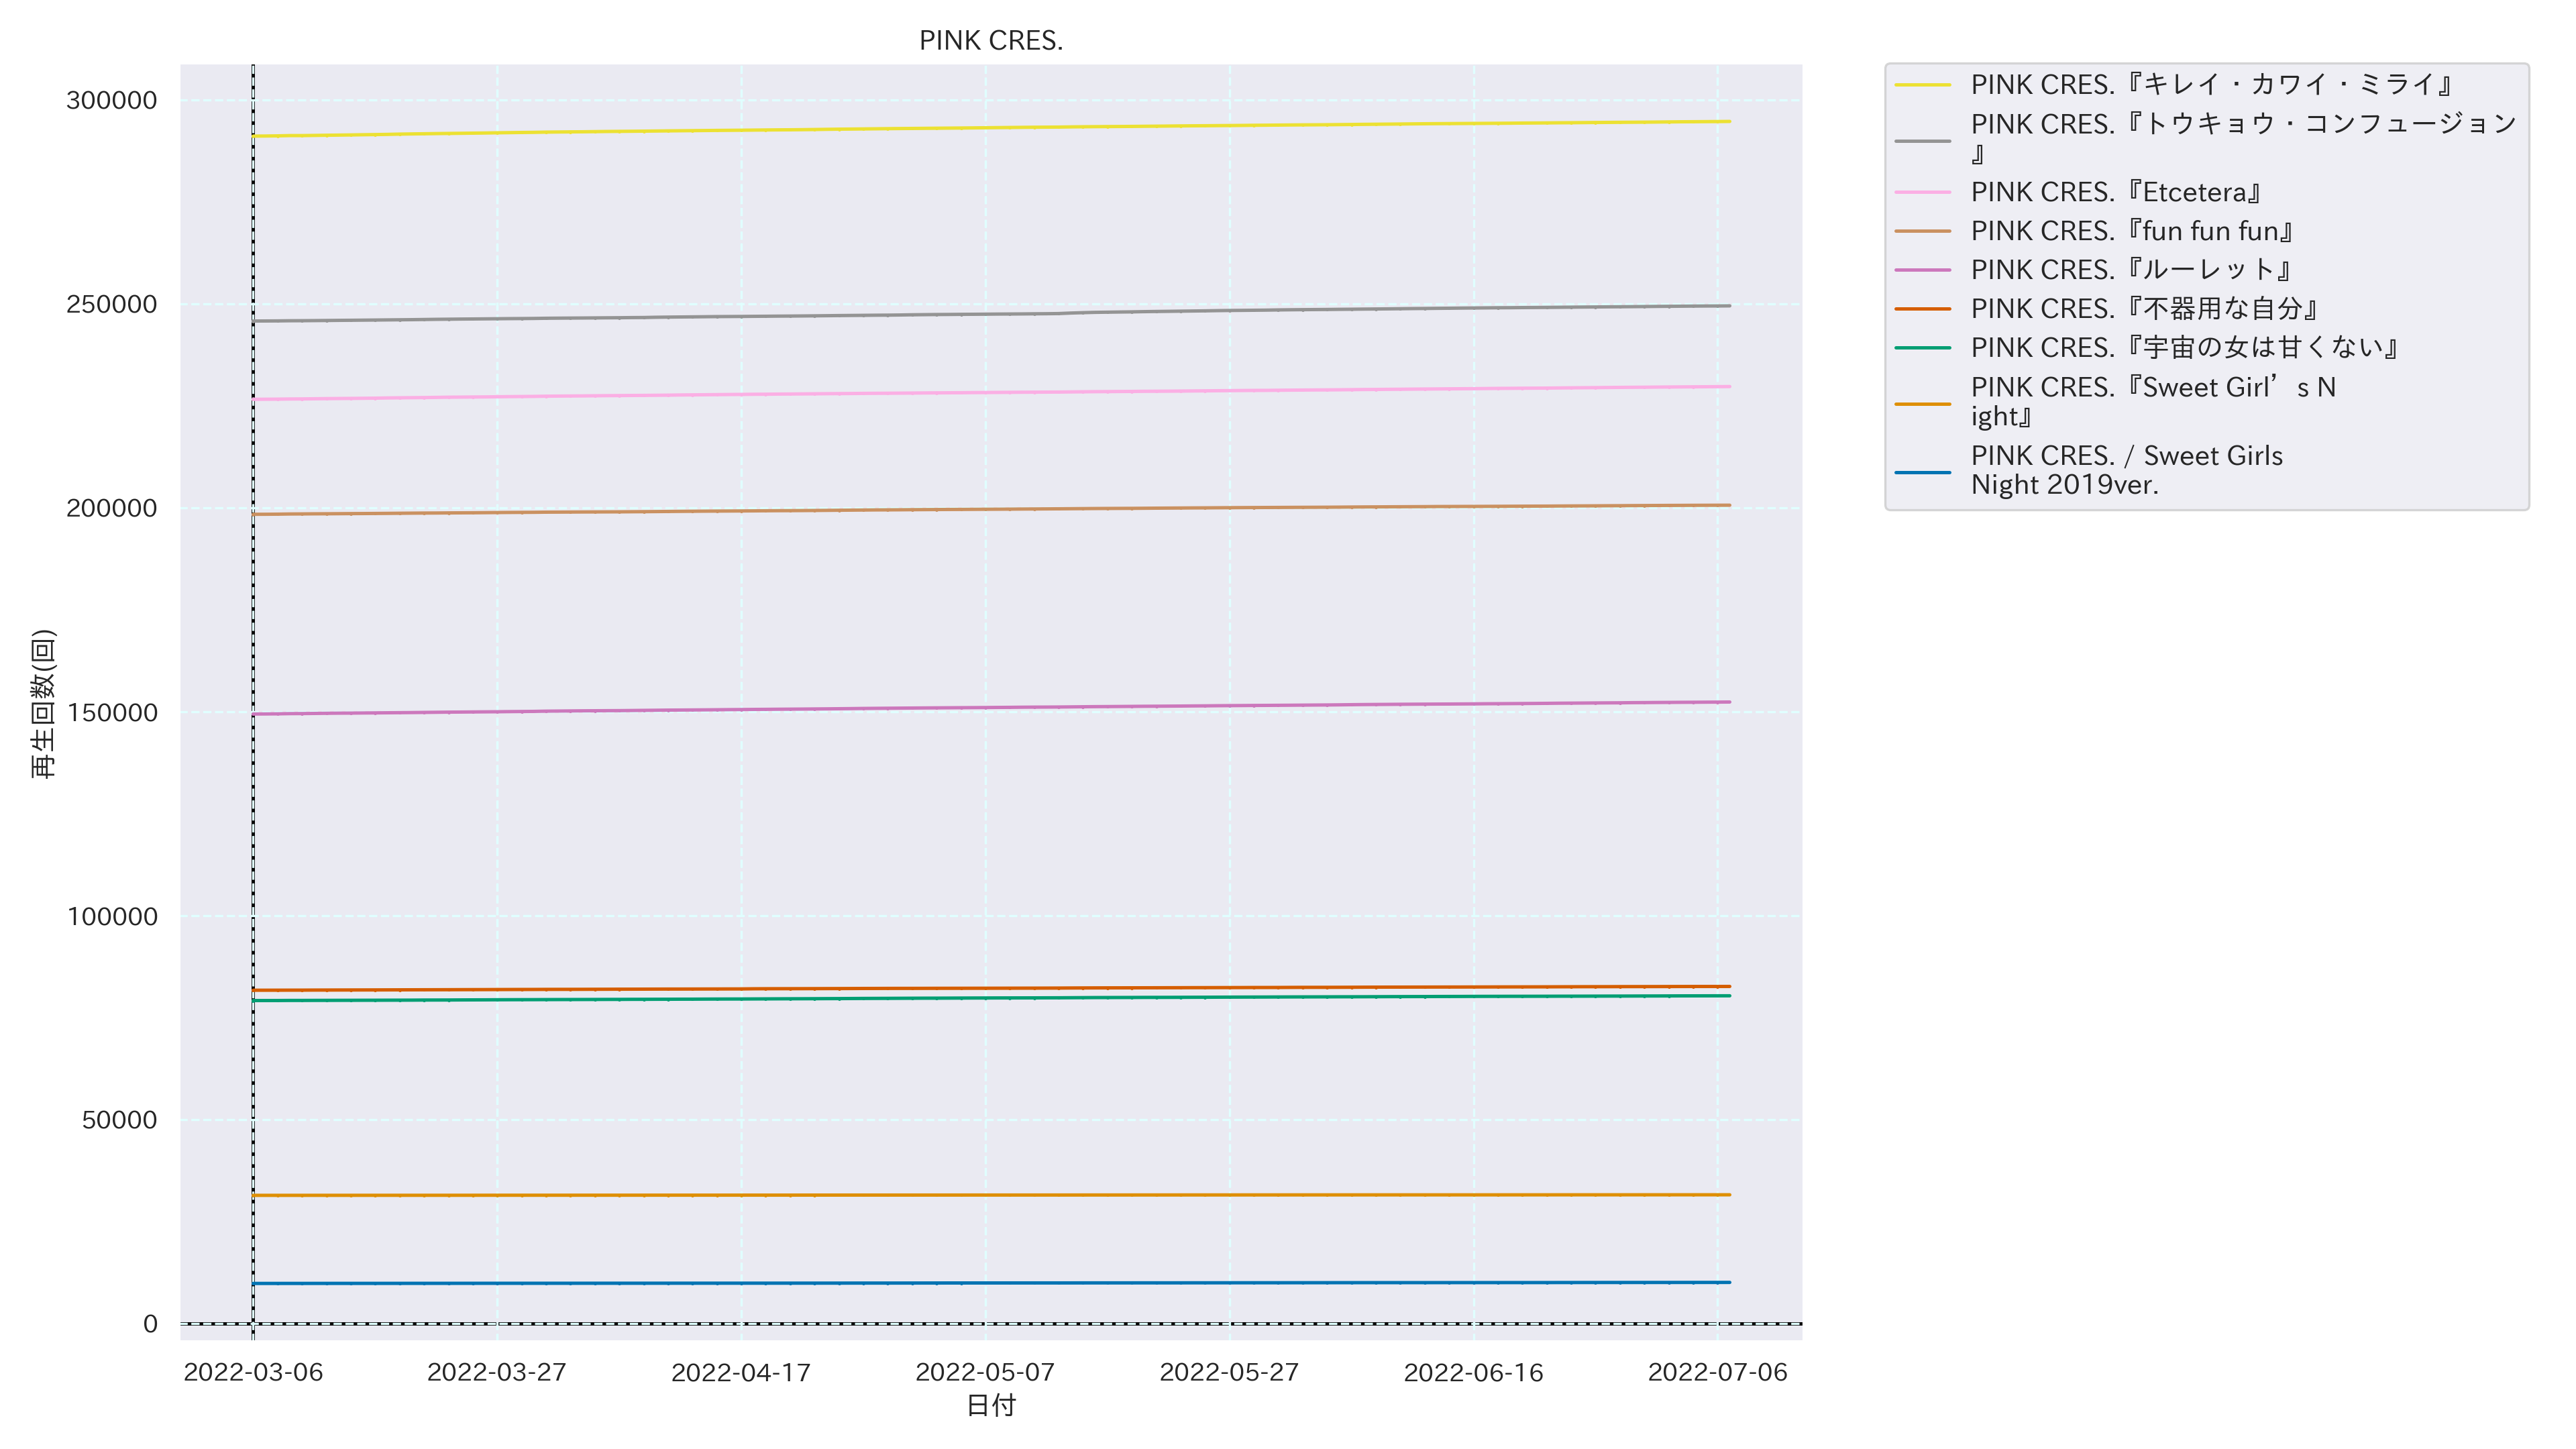 PINK CRES.
300000
250000
200000
150000
100000
50000
0
再生回数(回)
2022-03-06
2022-03-27
2022-04-17
2022-05-07
2022-05-27
2022-06-16
2022-07-06
日付
PINK CRES.『キレイ・カワイ・ミライ』
PINK CRES.『トウキョウ・コンフュージョン
』
PINK CRES.『Etcetera』
PINK CRES.『fun fun fun』
PINK CRES.『ルーレット』
PINK CRES.『不器用な自分』
PINK CRES.『宇宙の女は甘くない』
PINK CRES.『Sweet Girl’s N
ight』
PINK CRES. / Sweet Girls
Night 2019ver.